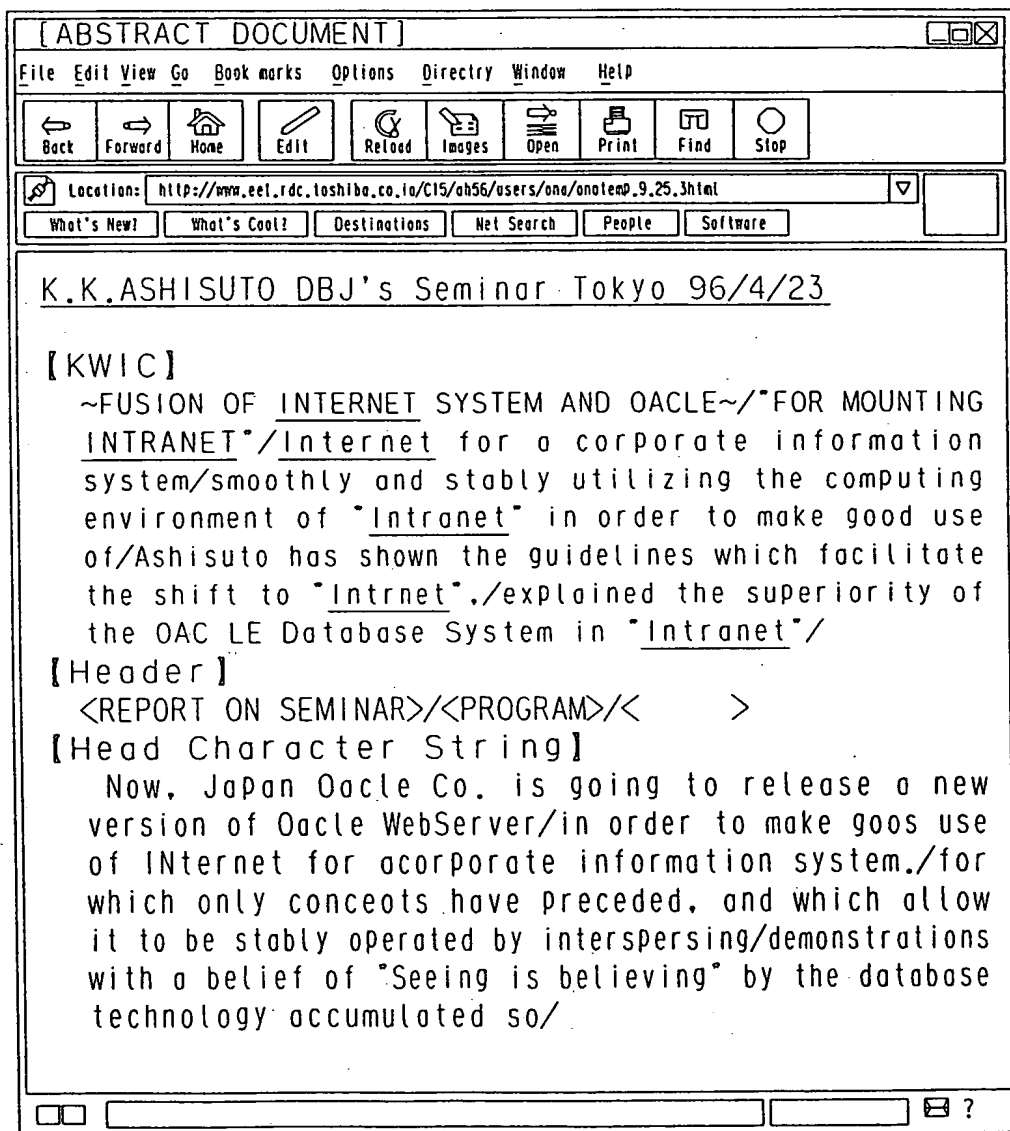 [ABSTRACT DOCUMENT]
File Edit View Go Book marks Options Directry Window Help
Back Forword Home Edit Reload Images Open Print Find Stop
Location: http://www.eet.rdc.toshiba.co.io/C15/ah56/users/ona/onotemp.9.25.3html
What's New? What's Cool? Destinations Net Search People Software
K.K.ASHISUTO DBJ's Seminar Tokyo 96/4/23
【KWIC】
~FUSION OF INTERNET SYSTEM AND OACLE~/"FOR MOUNTING
INTRANET"/Internet for a corporate information
system/smoothly and stably utilizing the computing
environment of "Intranet" in order to make good use
of/Ashisuto has shown the guidelines which facilitate
the shift to "Intrnet"./explained the superiority of
the OAC LE Database System in "Intranet"/
【Header】
<REPORT ON SEMINAR>/<PROGRAM>/< >
【Head Character String】
Now, Japan Oacle Co. is going to release a new
version of Oacle WebServer/in order to make goos use
of INternet for acorporate information system./for
which only conceots have preceded, and which allow
it to be stably operated by interspersing/demonstrations
with a belief of "Seeing is believing" by the database
technology accumulated so/
?